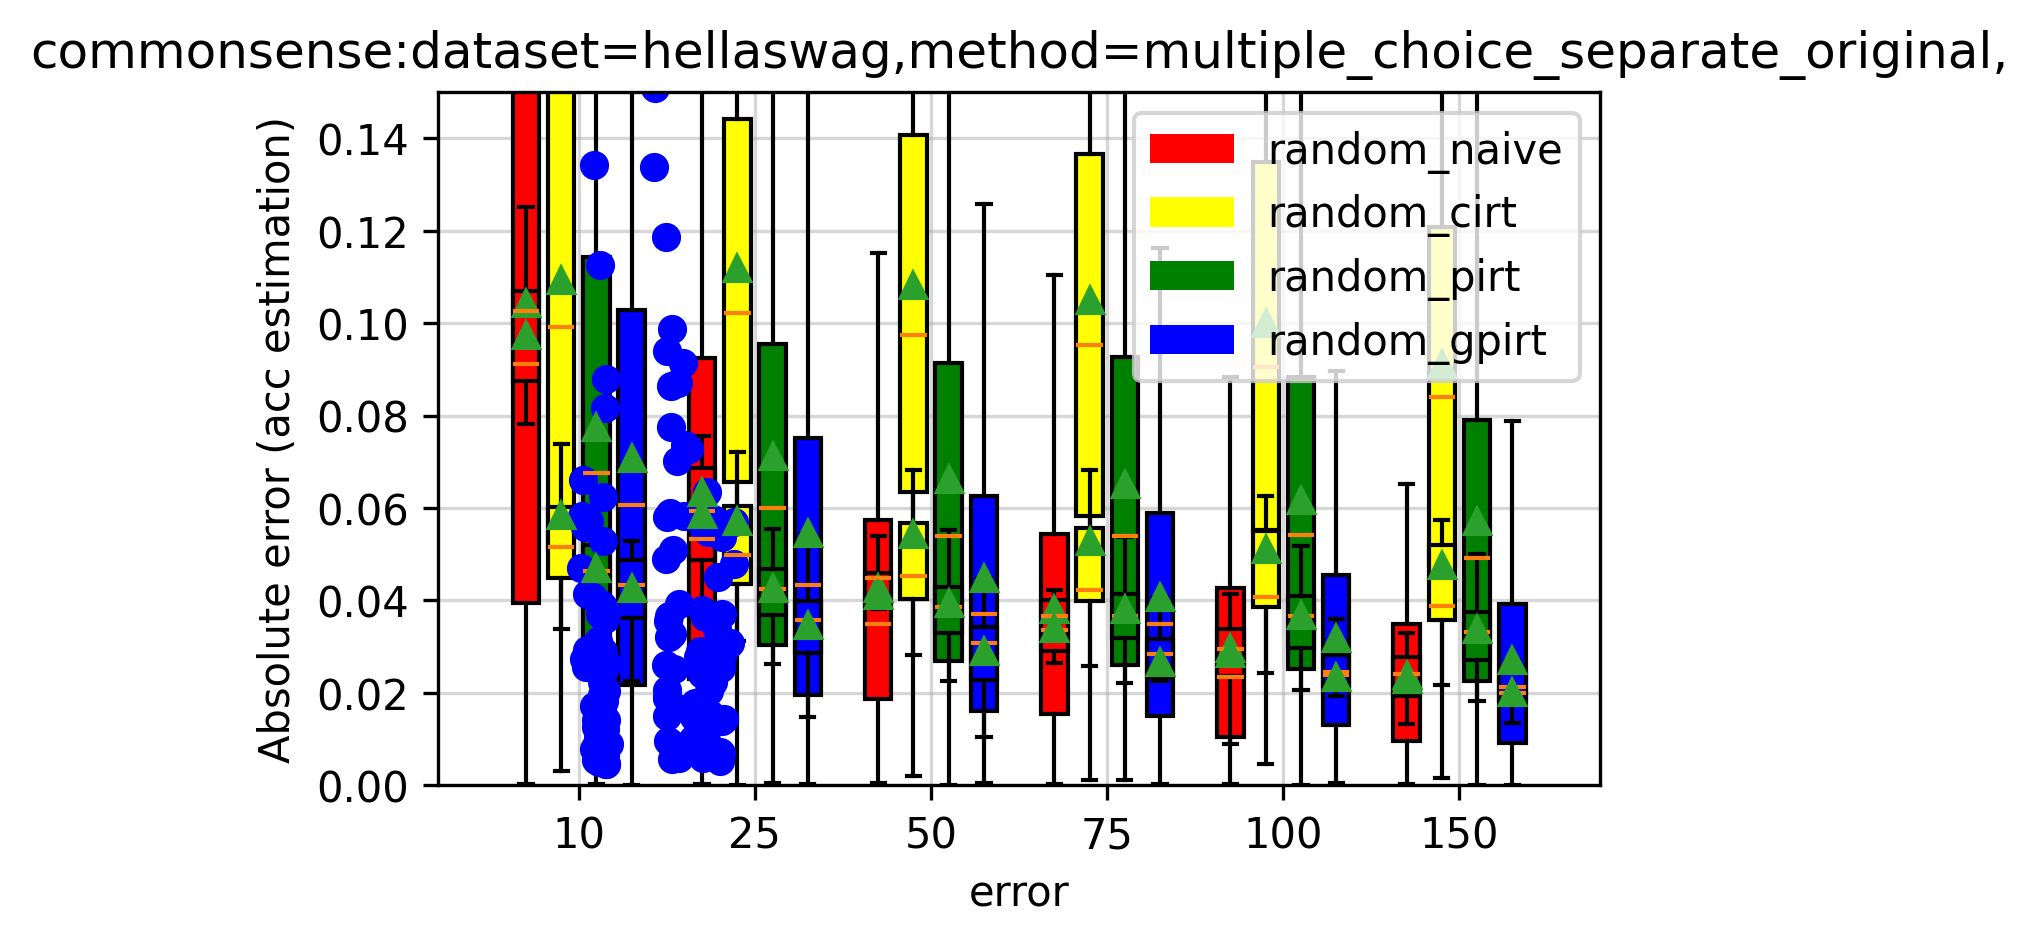 commonsense:dataset=hellaswag,method=multiple_choice_separate_original,
Absolute error (acc estimation)
0.14
0.12
0.10
0.08
0.06
0.04
0.02
0.00
random_naive
random_cirt
random_pirt
random_gpirt
10 25 50 75 100 150
error